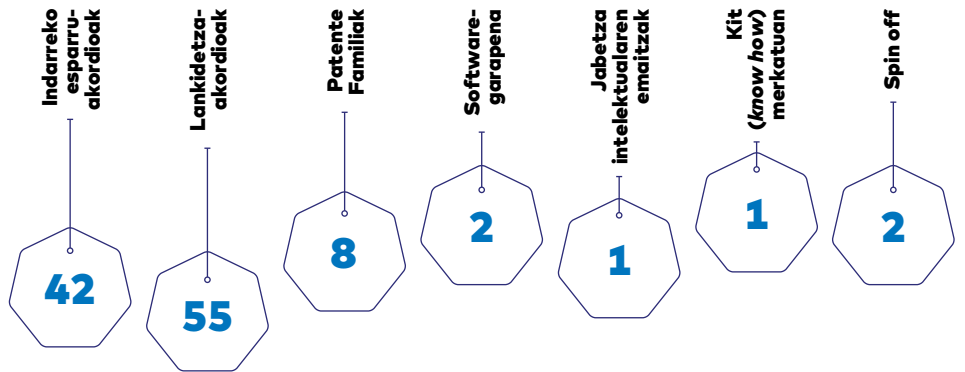 Indarreko
esparru-
akordioak
42
Lankidetza-
akordioak
55
Patente
Familiak
8
Software-
garapena
2
Jabetza
intelektualaren
emaitzak
1
Kit
(know how)
merkatuan
1
Spin off
2